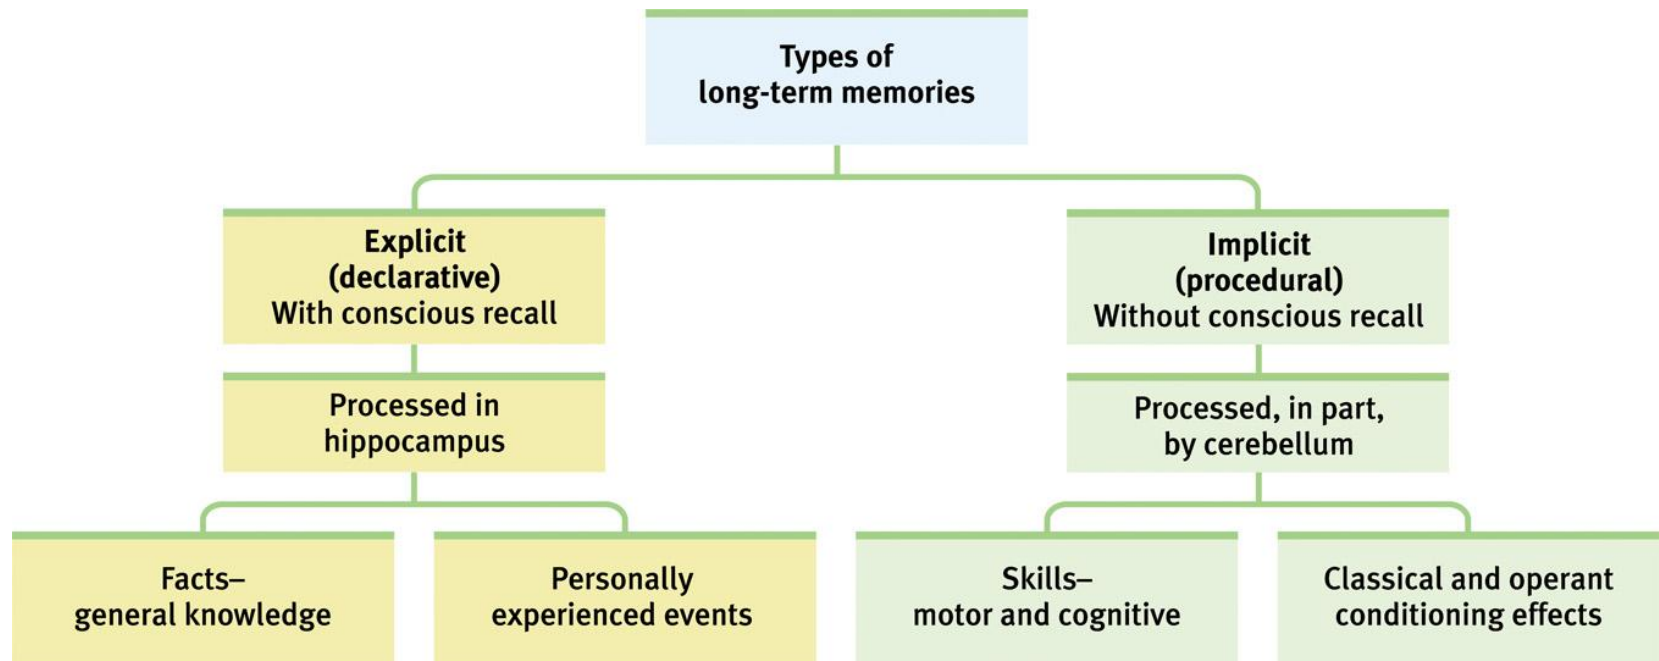 Types of
long-term memories
Explicit
(declarative)
With conscious recall
Implicit
(procedural)
Without conscious recall
Processed in
hippocampus
Processed, in part,
by cerebellum
Facts–
general knowledge
Personally
experienced events
Skills–
motor and cognitive
Classical and operant
conditioning effects